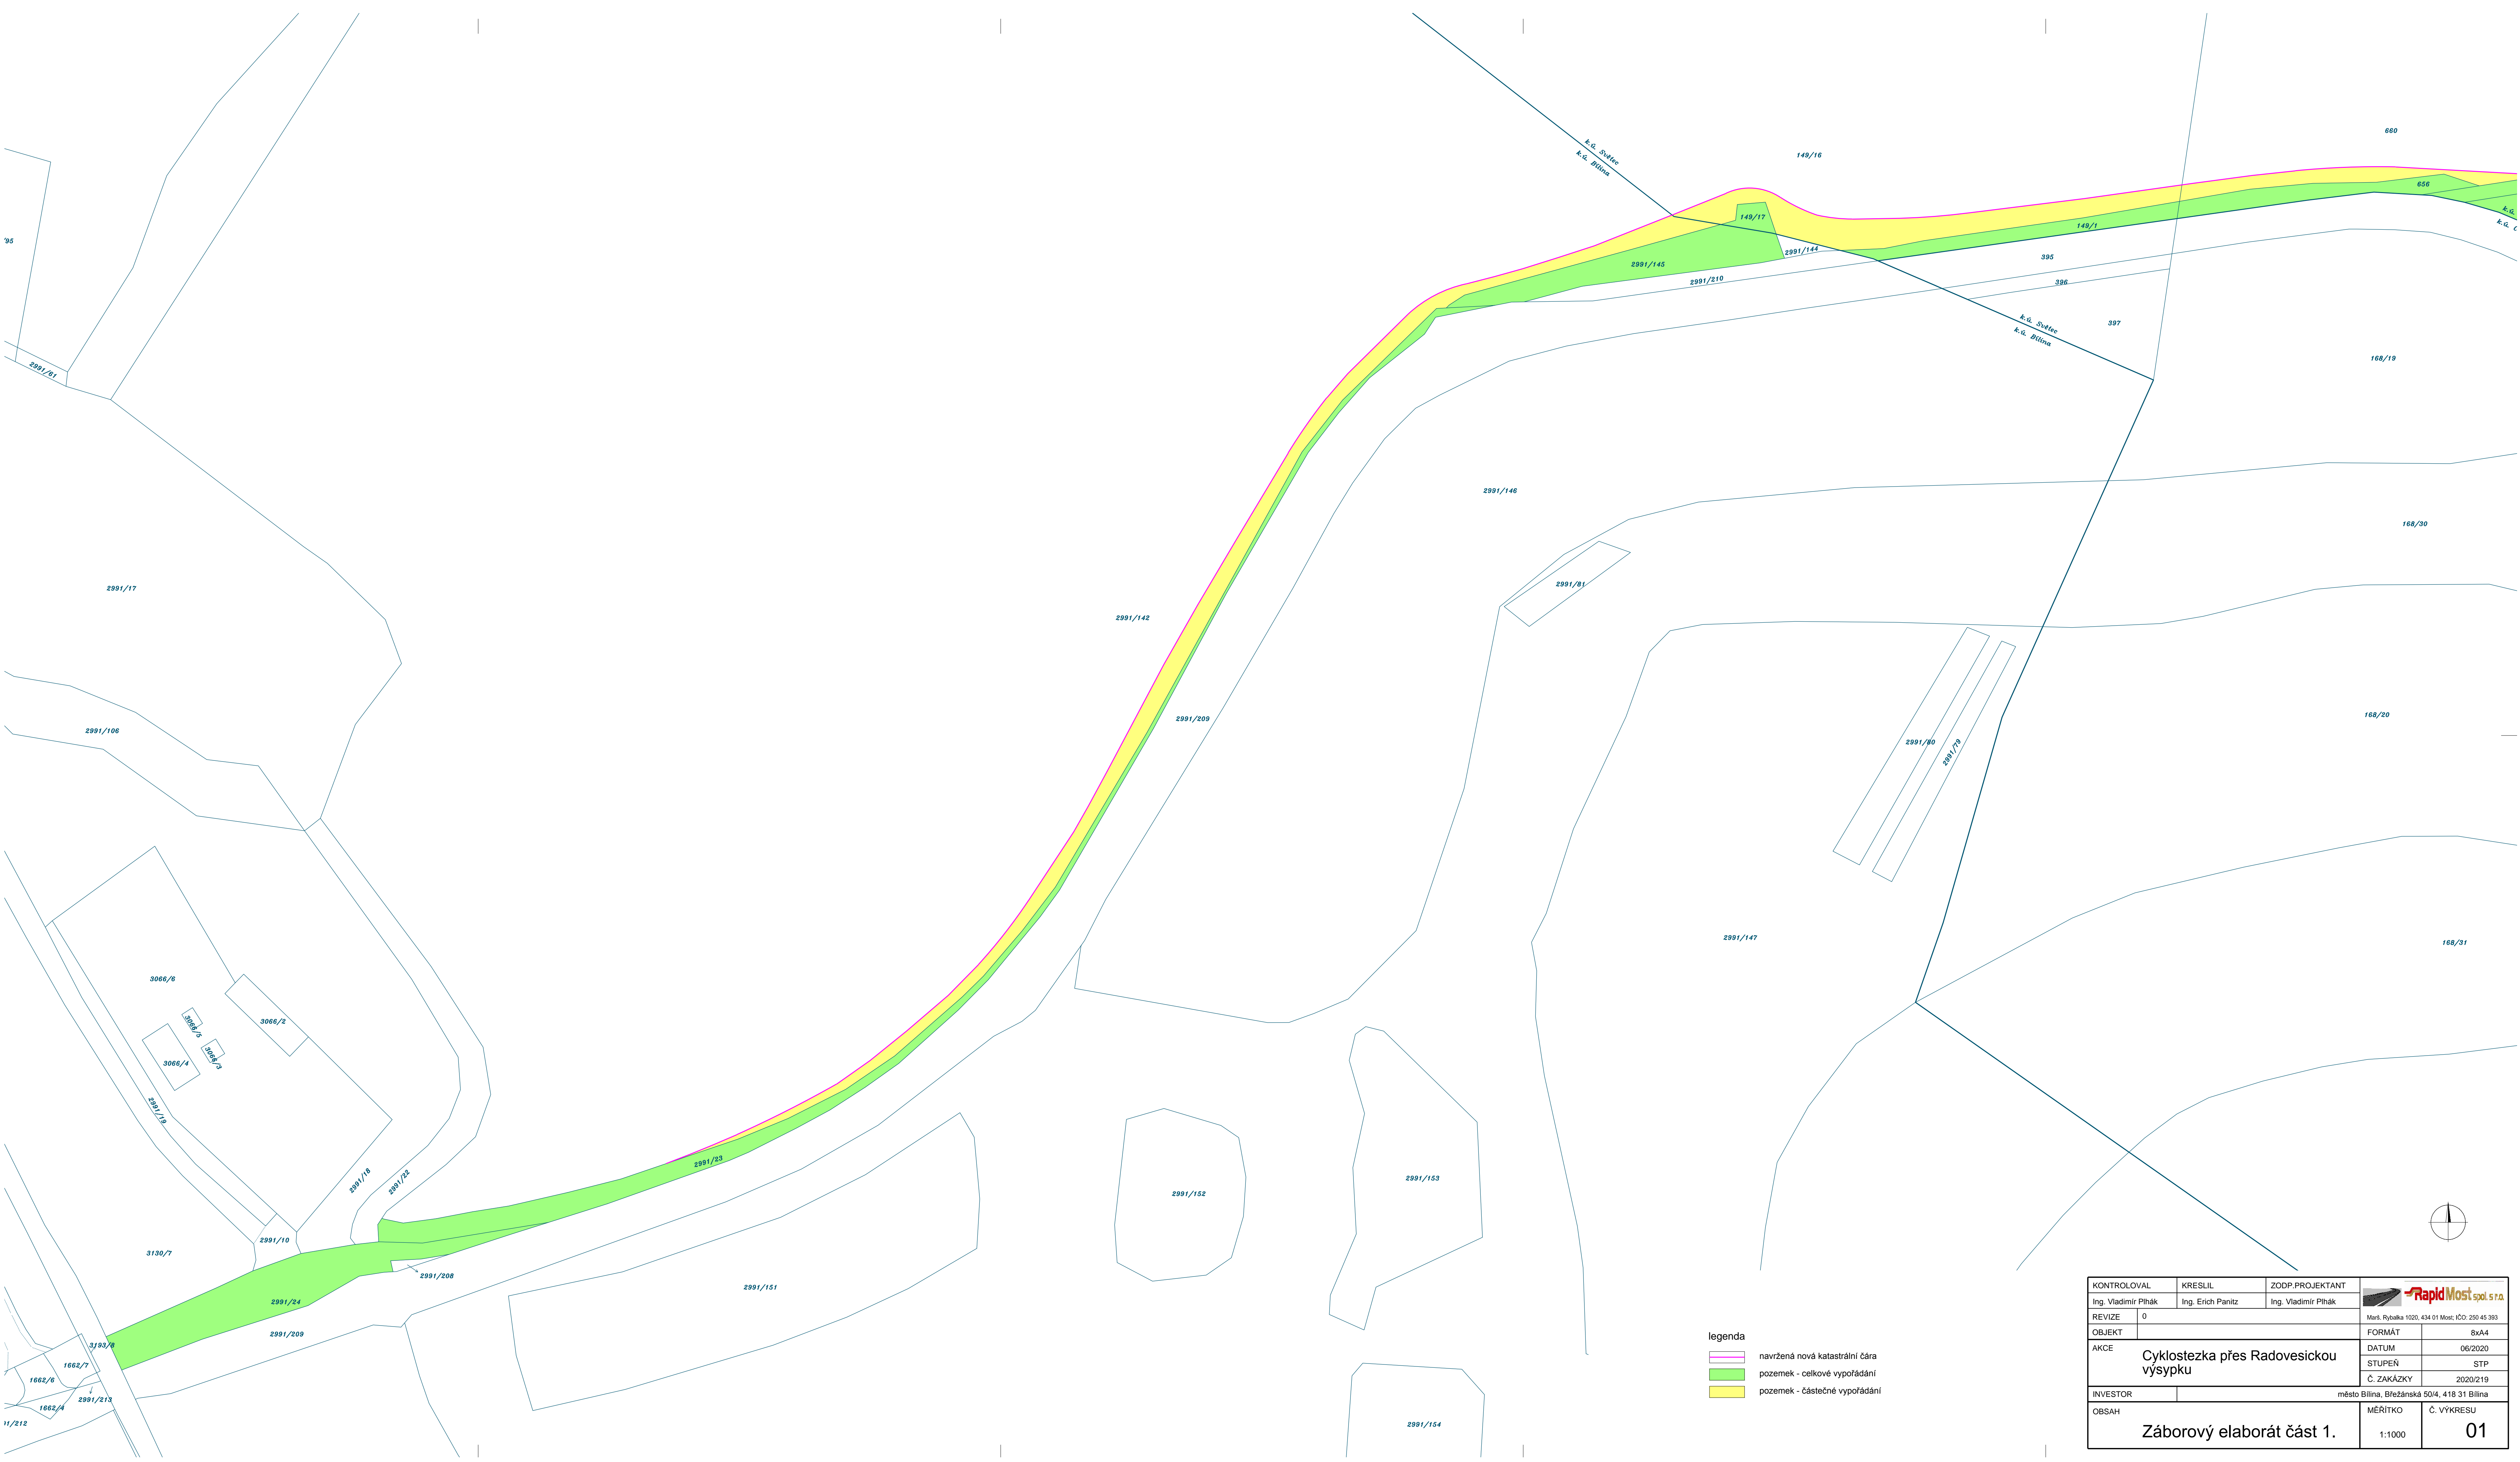 660
149/16
k.ú. Světec
k.ú. Bílina
656
149/17
149/1
2991/144
395
2991/145
2991/210
396
397
k.ú. Světec
k.ú. Bílina
168/19
2991/61
2991/146
168/30
2991/81
2991/17
2991/142
168/20
2991/209
2991/106
2991/80
2991/79
2991/147
168/31
3066/6
3066/2
3066/5
3066/3
3066/4
2991/19
2991/23
2991/18
2991/22
2991/152
2991/153
2991/10
3130/7
2991/208
2991/151
2991/24
2991/209
3193/8
1662/7
1662/6
2991/213
1662/4
2991/154
legenda
navržená nová katastrální čára
pozemek - celkové vypořádání
pozemek - částečné vypořádání
KONTROLOVAL KRESLIL ZODP.PROJEKTANT
Ing. Vladimír Plhák Ing. Erich Panitz Ing. Vladimír Plhák
RapidMost spol. s r.o.
Marš. Rybalka 1020, 434 01 Most; IČO: 250 45 393
REVIZE 0
OBJEKT
FORMÁT 8xA4
AKCE
Cyklostezka přes Radovesickou
výsypku
DATUM 06/2020
STUPEŇ STP
Č. ZAKÁZKY 2020/219
INVESTOR město Bílina, Břežánská 50/4, 418 31 Bílina
OBSAH
Záborový elaborát část 1.
MĚŘÍTKO
1:1000
Č. VÝKRESU
01